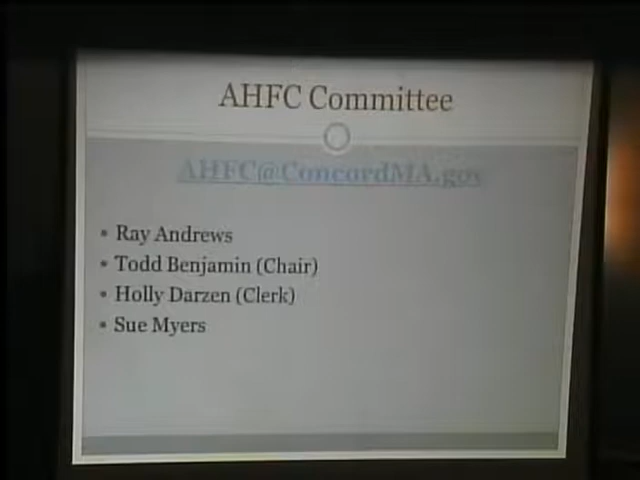 AHFC Committee
AHFC@ConcordMA.gov
• Ray Andrews
• Todd Benjamin (Chair)
• Holly Darzen (Clerk)
• Sue Myers